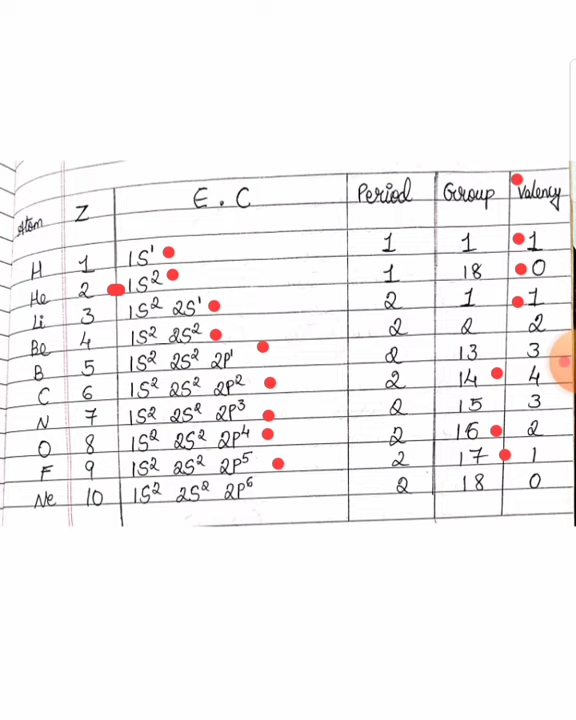 Atom Z E.C Period Group Valency
H 1 1S¹ 1 1 1
He 2 1S² 1 18 0
Li 3 1S² 2S¹ 2 1 1
Be 4 1S² 2S² 2 2 2
B 5 1S² 2S² 2P¹ 2 13 3
C 6 1S² 2S² 2P² 2 14 4
N 7 1S² 2S² 2P³ 2 15 3
O 8 1S² 2S² 2P⁴ 2 16 2
F 9 1S² 2S² 2P⁵ 2 17 1
Ne 10 1S² 2S² 2P⁶ 2 18 0